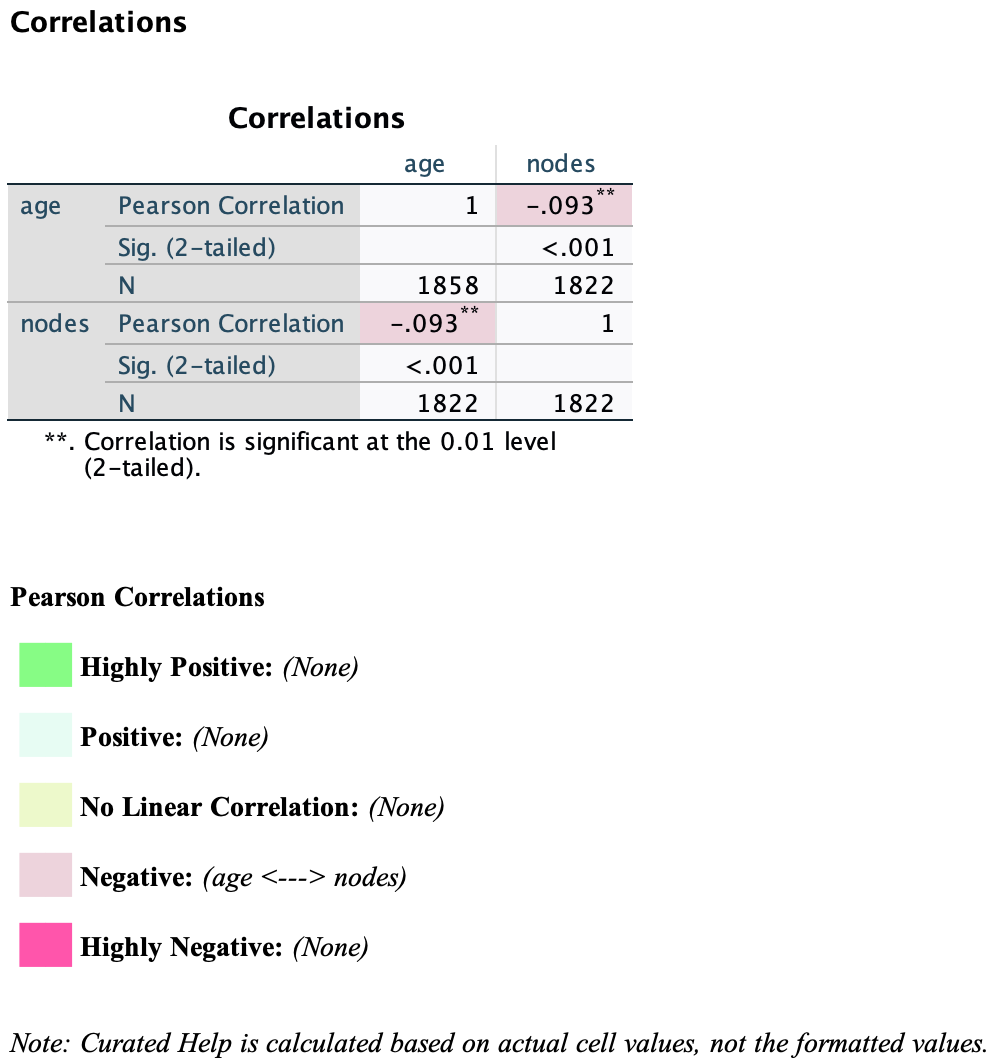 Correlations
Correlations
age nodes
age Pearson Correlation 1 -.093**
Sig. (2-tailed) <.001
N 1858 1822
nodes Pearson Correlation -.093** 1
Sig. (2-tailed) <.001
N 1822 1822
**. Correlation is significant at the 0.01 level
(2-tailed).
Pearson Correlations
Highly Positive: (None)
Positive: (None)
No Linear Correlation: (None)
Negative: (age <---> nodes)
Highly Negative: (None)
Note: Curated Help is calculated based on actual cell values, not the formatted values.